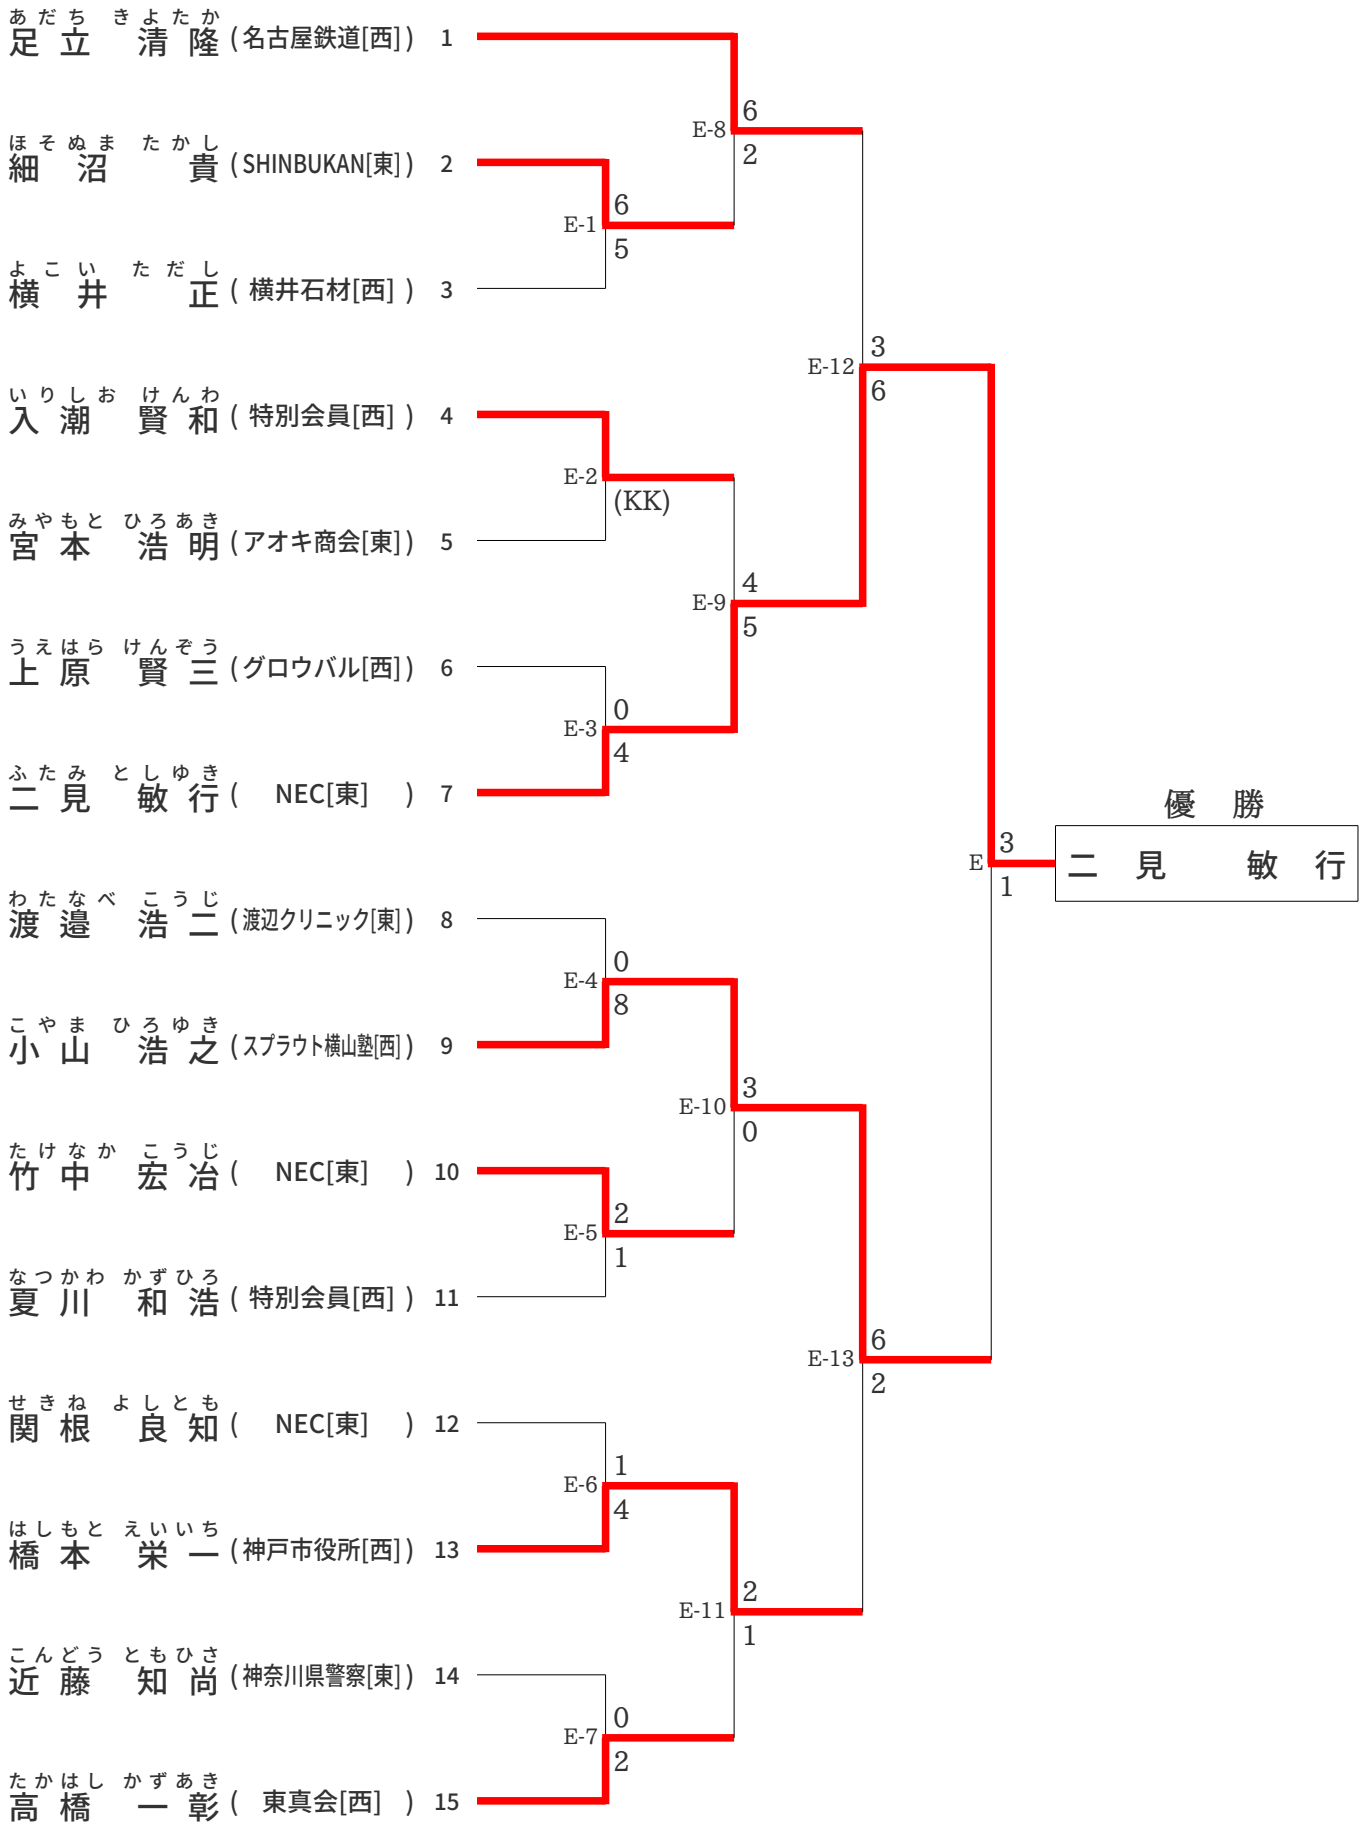 あだち きよたか
足立 清隆 (名古屋鉄道[西]) 1
6
E-8
2
ほそぬま たかし
細沼 貴 (SHINBUKAN[東]) 2
6
E-1
5
よこい ただし
横井 正 (横井石材[西]) 3
3
E-12
6
いりしお けんわ
入潮 賢和 (特別会員[西]) 4
E-2
(KK)
みやもと ひろあき
宮本 浩明 (アオキ商会[東]) 5
4
E-9
5
うえはら けんぞう
上原 賢三 (グロウバル[西]) 6
0
E-3
4
ふたみ としゆき
二見 敏行 (NEC[東]) 7
優勝
3
E
1
二見 敏行
わたなべ こうじ
渡邉 浩二 (渡辺クリニック[東]) 8
0
E-4
8
こやま ひろゆき
小山 浩之 (スプラウト横山塾[西]) 9
3
E-10
0
たけなか こうじ
竹中 宏冶 (NEC[東]) 10
2
E-5
1
なつかわ かずひろ
夏川 和浩 (特別会員[西]) 11
6
E-13
2
せきね よしとも
関根 良知 (NEC[東]) 12
1
E-6
4
はしもと えいいち
橋本 栄一 (神戸市役所[西]) 13
2
E-11
1
こんどう ともひさ
近藤 知尚 (神奈川県警察[東]) 14
0
E-7
2
たかはし かずあき
高橋 一彰 (東真会[西]) 15